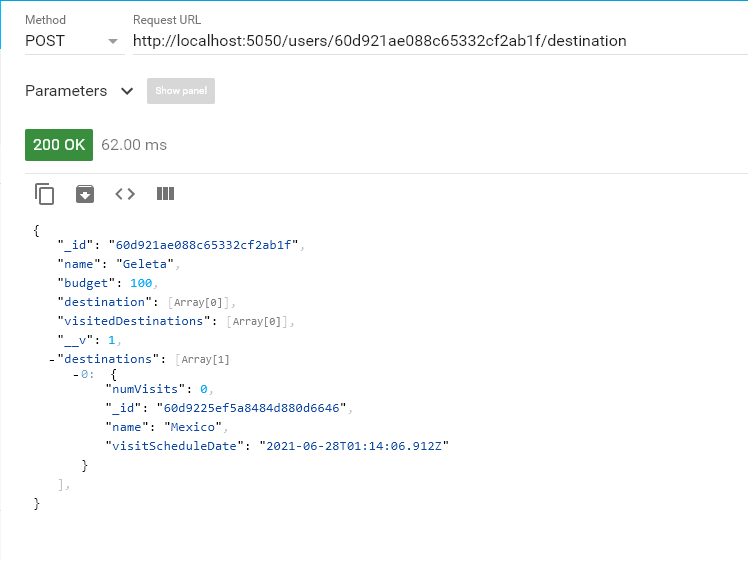 Method Request URL
POST http://localhost:5050/users/60d921ae088c65332cf2ab1f/destination
Parameters Show panel
200 OK 62.00 ms
{
"_id": "60d921ae088c65332cf2ab1f",
"name": "Geleta",
"budget": 100,
"destination": [Array[0]],
"visitedDestinations": [Array[0]],
"__v": 1,
-"destinations": [Array[1]
-0: {
"numVisits": 0,
"_id": "60d9225ef5a8484d880d6646",
"name": "Mexico",
"visitScheduleDate": "2021-06-28T01:14:06.912Z"
}
],
}